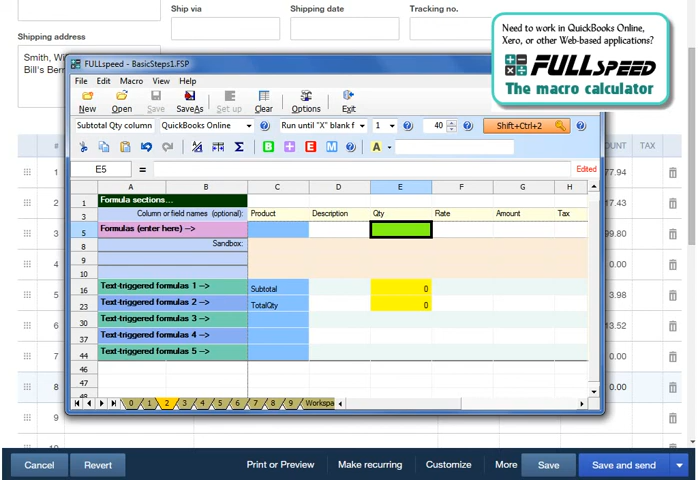 Ship via
Shipping date
Tracking no.
Shipping address
Smith, Wi
Bill's Berm
Need to work in QuickBooks Online,
Xero, or other Web-based applications?
FULLSPEED
The macro calculator
FULLspeed - BasicSteps1.FSP
File Edit Macro View Help
New Open Save SaveAs Set up Clear Options Exit
Subtotal Qty column QuickBooks Online Run until "X" blank f 1 40 Shift+Ctrl+2
B + E M A
E5 =
Edited
A B C D E F G H
1 Formula sections...
3 Column or field names (optional): Product Description Qty Rate Amount Tax
5 Formulas (enter here) -->
8 Sandbox:
9
10
16 Text-triggered formulas 1 --> Subtotal 0
23 Text-triggered formulas 2 --> TotalQty 0
30 Text-triggered formulas 3 -->
37 Text-triggered formulas 4 -->
44 Text-triggered formulas 5 -->
46
47
48
0 1 2 3 4 5 6 7 8 9 Workspa
# OUNT TAX
1 77.94
2 17.43
3 99.80
4 0.00
5 3.98
6 13.52
7 0.00
8 0.00
9
Cancel Revert Print or Preview Make recurring Customize More Save Save and send